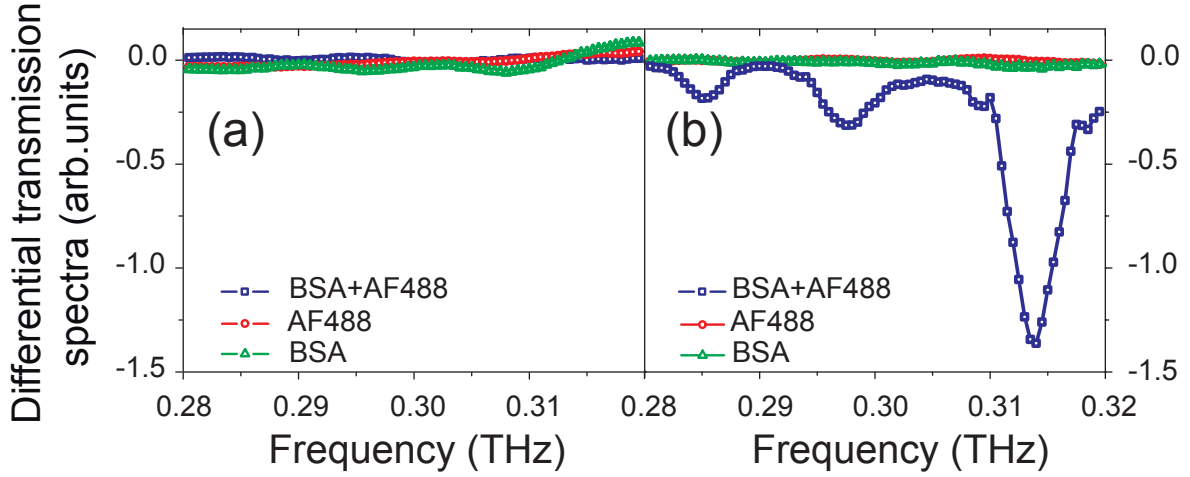 Differential transmission
spectra (arb.units)
0.0
-0.5
-1.0
-1.5
(a)
BSA+AF488
AF488
BSA
0.28
0.29
0.30
0.31
0.28
Frequency (THz)
(b)
BSA+AF488
AF488
BSA
0.29
0.30
0.31
0.32
Frequency (THz)
0.0
-0.5
-1.0
-1.5